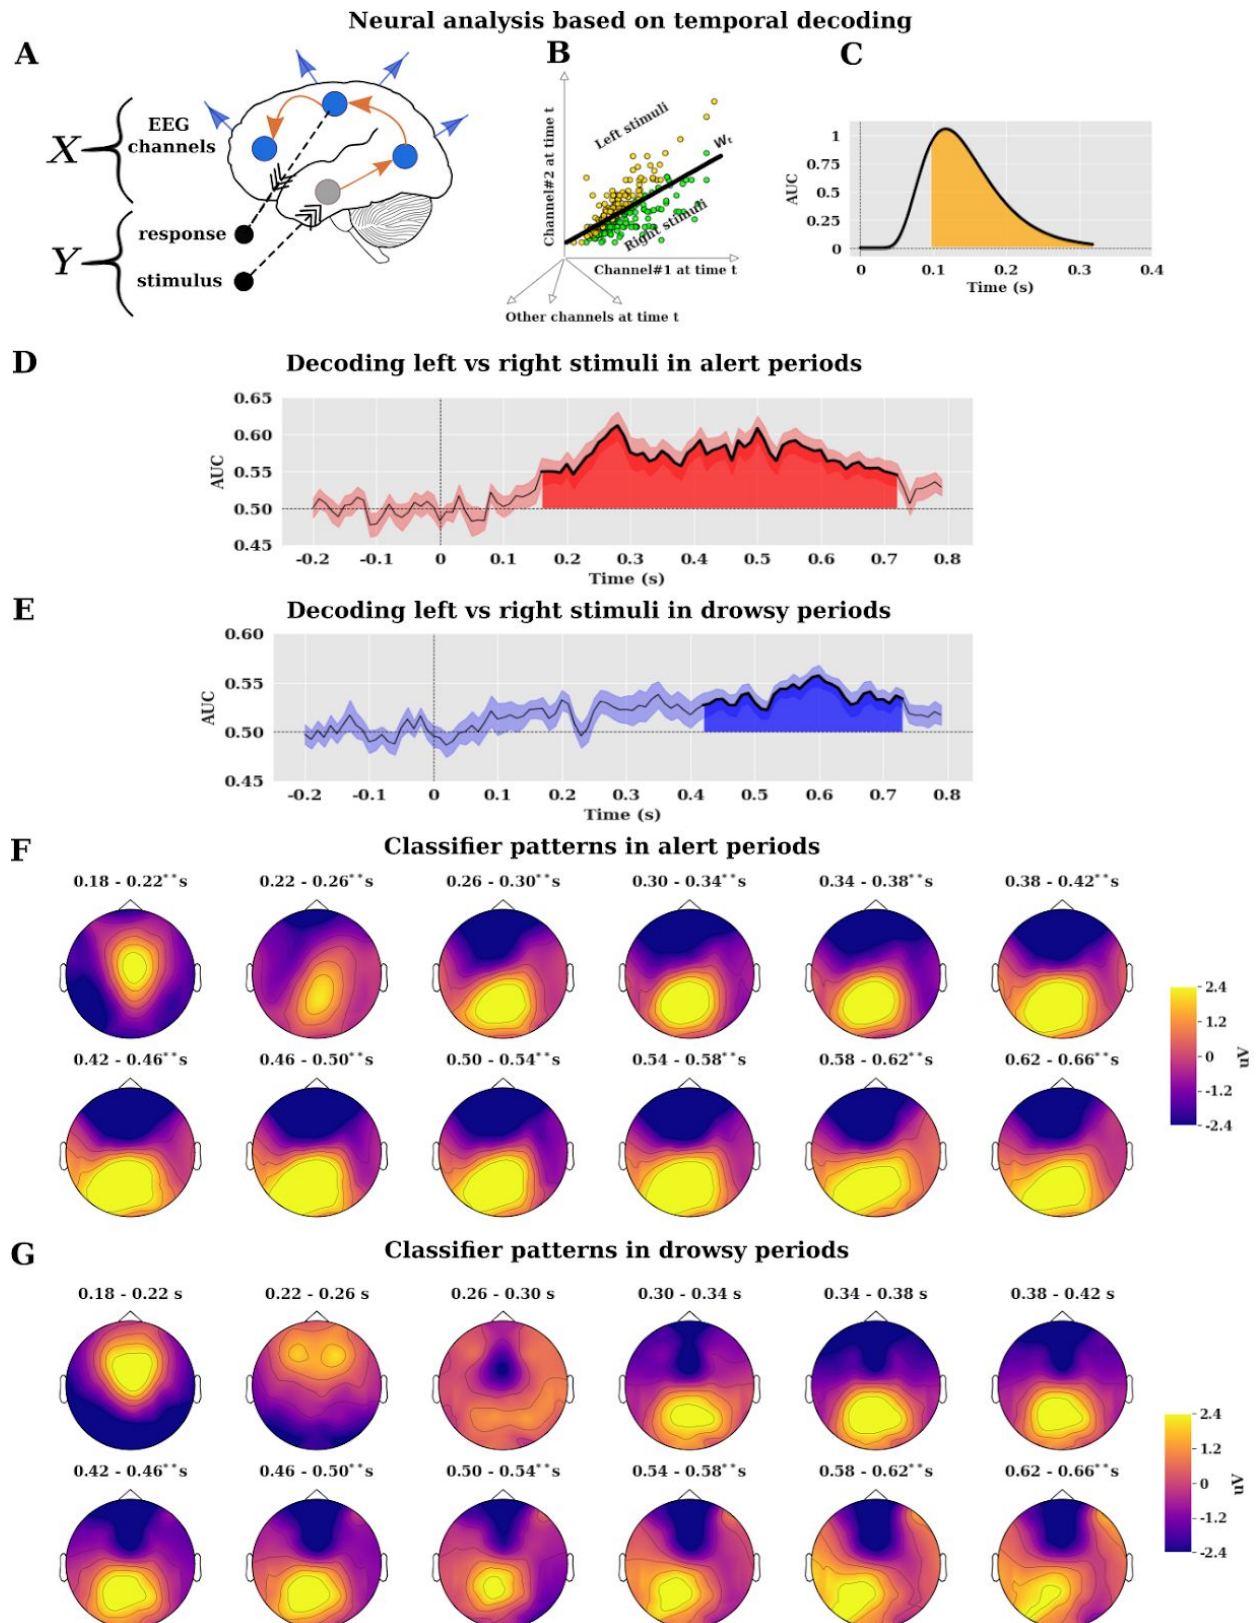 Neural analysis based on temporal decoding
A
X
EEG
channels
Y
response
stimulus
B
Channel#2 at time t
Left stimuli
Wt
Right stimuli
Channel#1 at time t
Other channels at time t
C
AUC
1
0.75
0.5
0.25
0
0 0.1 0.2 0.3 0.4
Time (s)
D
Decoding left vs right stimuli in alert periods
AUC
0.65
0.60
0.55
0.50
0.45
-0.2 -0.1 0 0.1 0.2 0.3 0.4 0.5 0.6 0.7 0.8
Time (s)
E
Decoding left vs right stimuli in drowsy periods
AUC
0.60
0.55
0.50
0.45
-0.2 -0.1 0 0.1 0.2 0.3 0.4 0.5 0.6 0.7 0.8
Time (s)
F
Classifier patterns in alert periods
0.18 - 0.22**s 0.22 - 0.26**s 0.26 - 0.30**s 0.30 - 0.34**s 0.34 - 0.38**s 0.38 - 0.42**s
0.42 - 0.46**s 0.46 - 0.50**s 0.50 - 0.54**s 0.54 - 0.58**s 0.58 - 0.62**s 0.62 - 0.66**s
2.4
1.2
0
-1.2
-2.4
uV
G
Classifier patterns in drowsy periods
0.18 - 0.22 s 0.22 - 0.26 s 0.26 - 0.30 s 0.30 - 0.34 s 0.34 - 0.38 s 0.38 - 0.42 s
0.42 - 0.46**s 0.46 - 0.50**s 0.50 - 0.54**s 0.54 - 0.58**s 0.58 - 0.62**s 0.62 - 0.66**s
2.4
1.2
0
-1.2
-2.4
uV